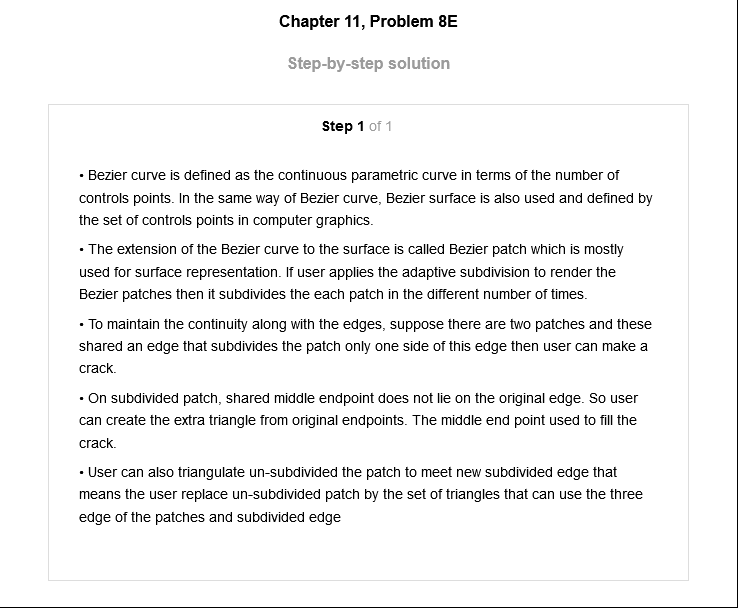 Chapter 11, Problem 8E
Step-by-step solution
Step 1 of 1
• Bezier curve is defined as the continuous parametric curve in terms of the number of
controls points. In the same way of Bezier curve, Bezier surface is also used and defined by
the set of controls points in computer graphics.
• The extension of the Bezier curve to the surface is called Bezier patch which is mostly
used for surface representation. If user applies the adaptive subdivision to render the
Bezier patches then it subdivides the each patch in the different number of times.
• To maintain the continuity along with the edges, suppose there are two patches and these
shared an edge that subdivides the patch only one side of this edge then user can make a
crack.
• On subdivided patch, shared middle endpoint does not lie on the original edge. So user
can create the extra triangle from original endpoints. The middle end point used to fill the
crack.
• User can also triangulate un-subdivided the patch to meet new subdivided edge that
means the user replace un-subdivided patch by the set of triangles that can use the three
edge of the patches and subdivided edge